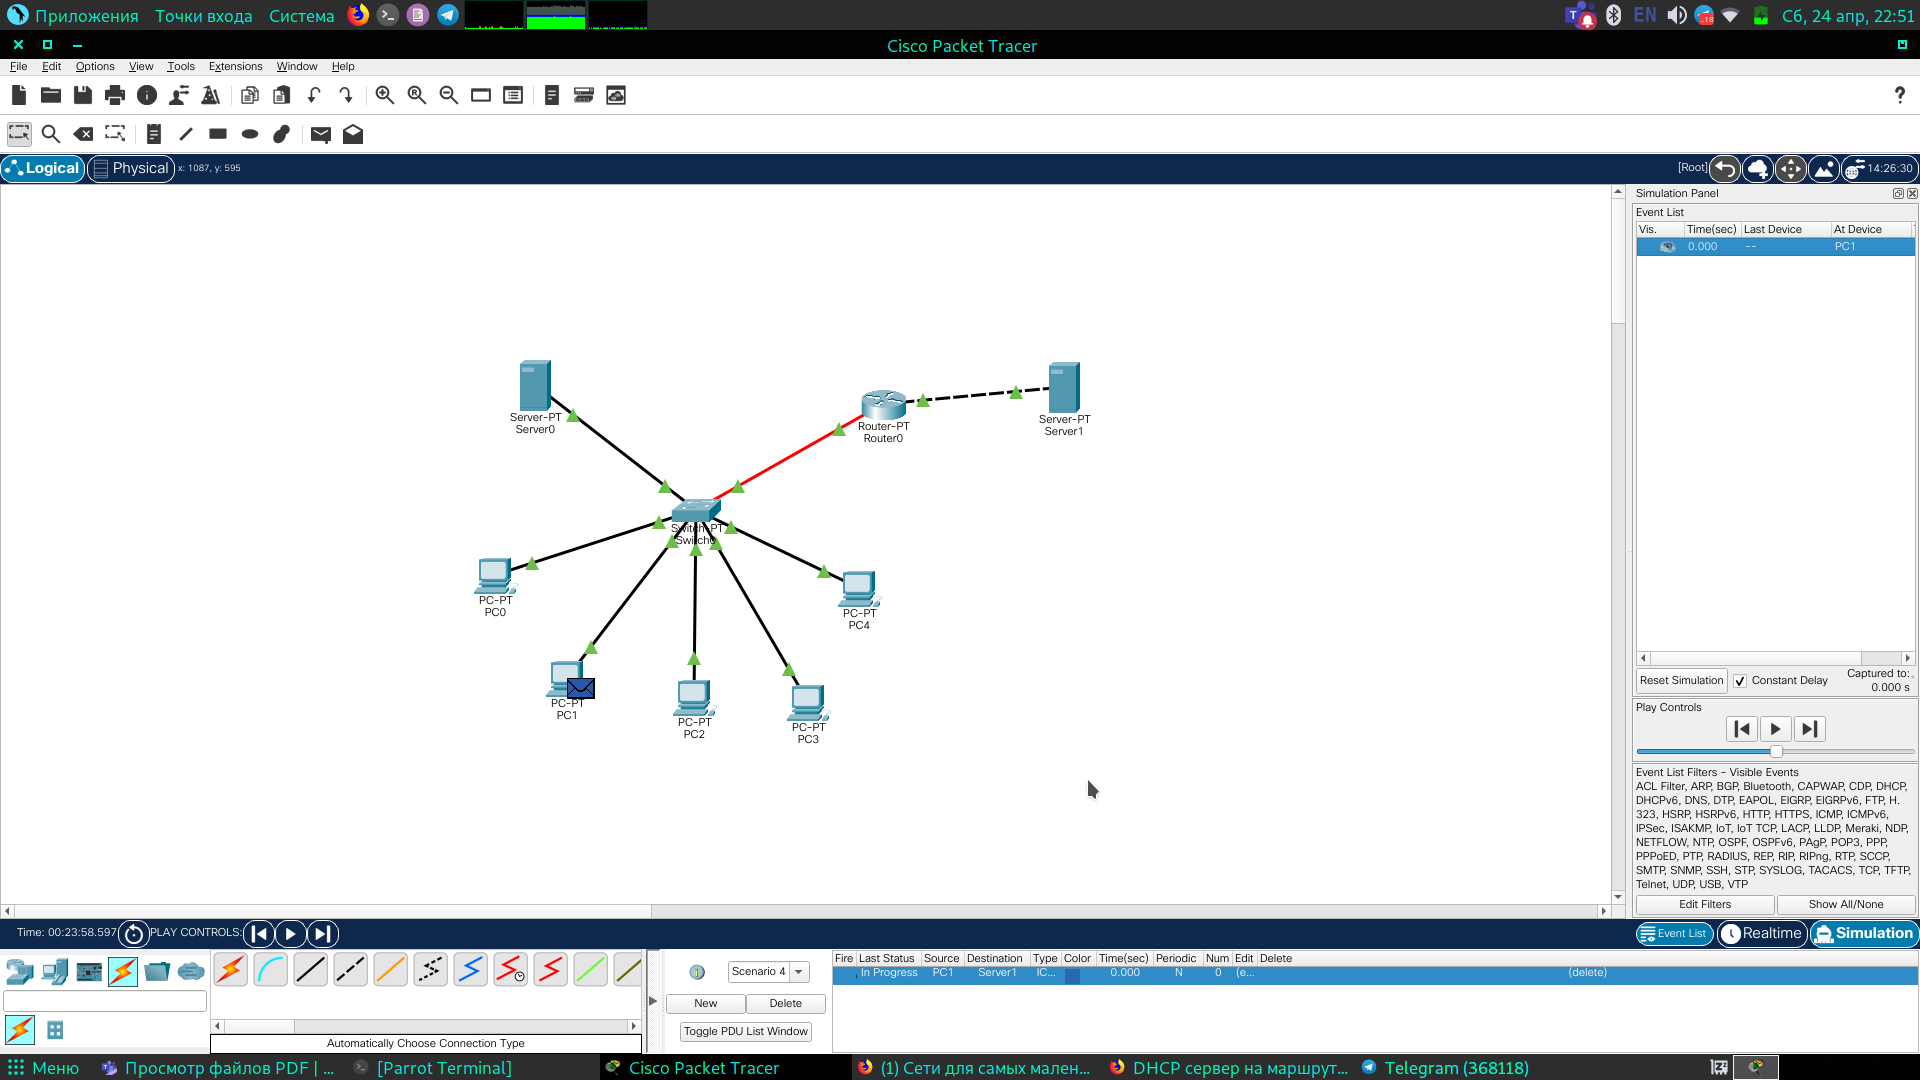 Приложения Точки входа Система EN 18 Сб, 24 апр, 22:51
Cisco Packet Tracer
File Edit Options View Tools Extensions Window Help
Logical Physical x: 1087, y: 595 [Root] 14:26:30
Simulation Panel
Event List
Vis. Time(sec) Last Device At Device
0.000 -- PC1
Server-PT
Server0
Router-PT
Router0
Server-PT
Server1
Switch-PT
Switch0
PC-PT
PC0
PC-PT
PC4
PC-PT
PC1
PC-PT
PC2
PC-PT
PC3
Reset Simulation Constant Delay Captured to:
0.000 s
Play Controls
Event List Filters - Visible Events
ACL Filter, ARP, BGP, Bluetooth, CAPWAP, CDP, DHCP,
DHCPv6, DNS, DTP, EAPOL, EIGRP, EIGRPv6, FTP, H.
323, HSRP, HSRPv6, HTTP, HTTPS, ICMP, ICMPv6,
IPSec, ISAKMP, IoT, IoT TCP, LACP, LLDP, Meraki, NDP,
NETFLOW, NTP, OSPF, OSPFv6, PAgP, POP3, PPP,
PPPoED, PTP, RADIUS, REP, RIP, RIPng, RTP, SCCP,
SMTP, SNMP, SSH, STP, SYSLOG, TACACS, TCP, TFTP,
Telnet, UDP, USB, VTP
Edit Filters Show All/None
Time: 00:23:58.597 PLAY CONTROLS: Event List Realtime Simulation
Scenario 4
New Delete
Toggle PDU List Window
Fire Last Status Source Destination Type Color Time(sec) Periodic Num Edit Delete
In Progress PC1 Server1 IC... 0.000 N 0 (e... (delete)
Automatically Choose Connection Type
Меню Просмотр файлов PDF | ... [Parrot Terminal] Cisco Packet Tracer (1) Сети для самых мален... DHCP сервер на маршрут... Telegram (368118)